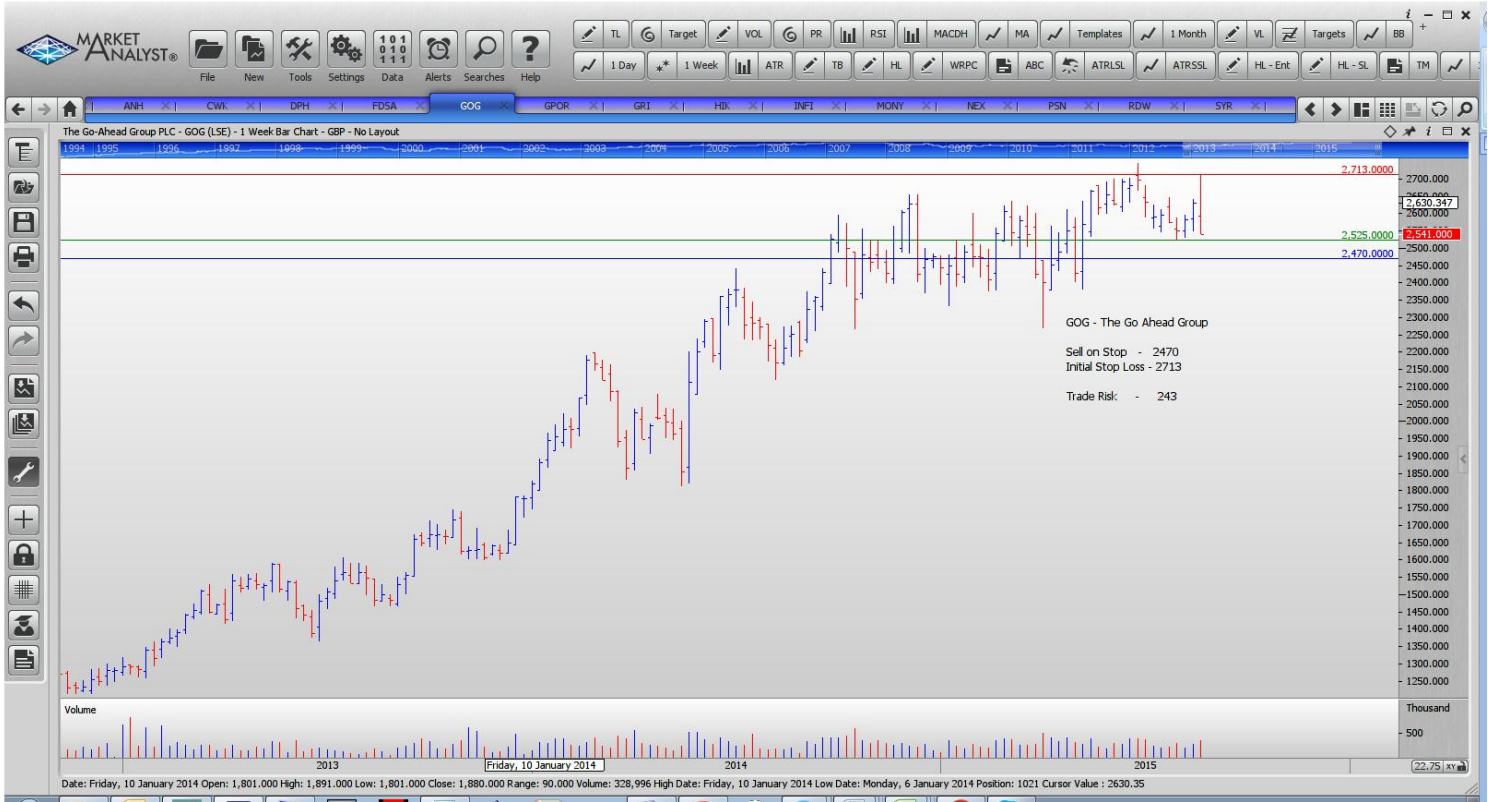 MARKET ANALYST®
File New Tools Settings Data Alerts Searches Help
TL Target VOL PR RSI MACDH MA Templates 1 Month VL Targets BB
1 Day 1 Week ATR TB HL WRPC ABC ATRLSL ATRSSL HL - Ent HL - SL TM
ANH CWK DPH FDSA GOG GPOR GRI HIK INFI MONY NEX PSN RDW SYR
The Go-Ahead Group PLC - GOG (LSE) - 1 Week Bar Chart - GBP - No Layout
1994 1995 1996 1997 1998 1999 2000 2001 2002 2003 2004 2005 2006 2007 2008 2009 2010 2011 2012 2013 2014 2015
2,713.0000
2700.000
2,630.347
2600.000
2,525.0000
2,541.000
2500.000
2,470.0000
2450.000
2400.000
2350.000
2300.000
2250.000
2200.000
2150.000
2100.000
2050.000
2000.000
1950.000
1900.000
1850.000
1800.000
1750.000
1700.000
1650.000
1600.000
1550.000
1500.000
1450.000
1400.000
1350.000
1300.000
1250.000
GOG - The Go Ahead Group
Sell on Stop - 2470
Initial Stop Loss - 2713
Trade Risk - 243
Volume
Thousand
500
2013 Friday, 10 January 2014 2014 2015
22.75 XY
Date: Friday, 10 January 2014 Open: 1,801.000 High: 1,891.000 Low: 1,801.000 Close: 1,880.000 Range: 90.000 Volume: 328,996 High Date: Friday, 10 January 2014 Low Date: Monday, 6 January 2014 Position: 1021 Cursor Value : 2630.35